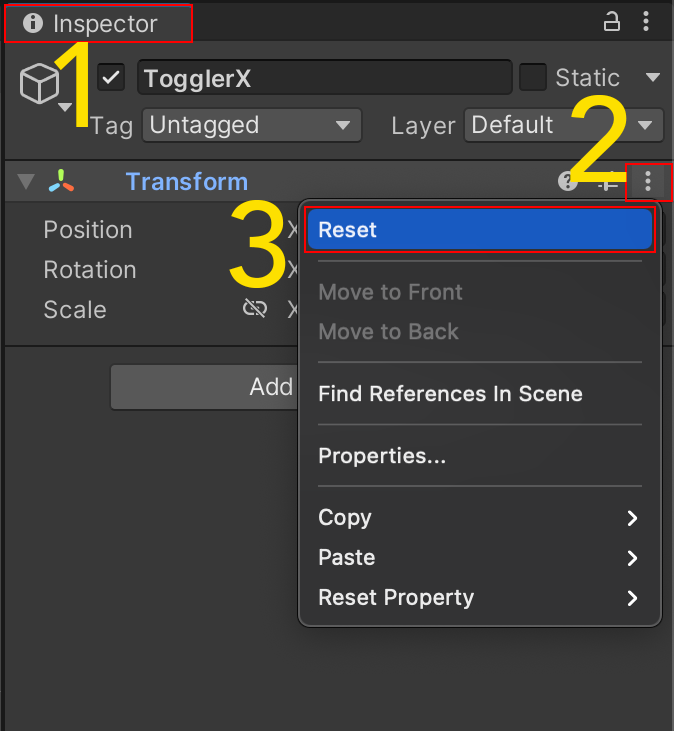 Inspector
1
TogglerX
Static
Tag
Untagged
Layer
Default
2
Transform
3
Position
X
Rotation
X
Scale
X
Add
Reset
Move to Front
Move to Back
Find References In Scene
Properties...
Copy
Paste
Reset Property